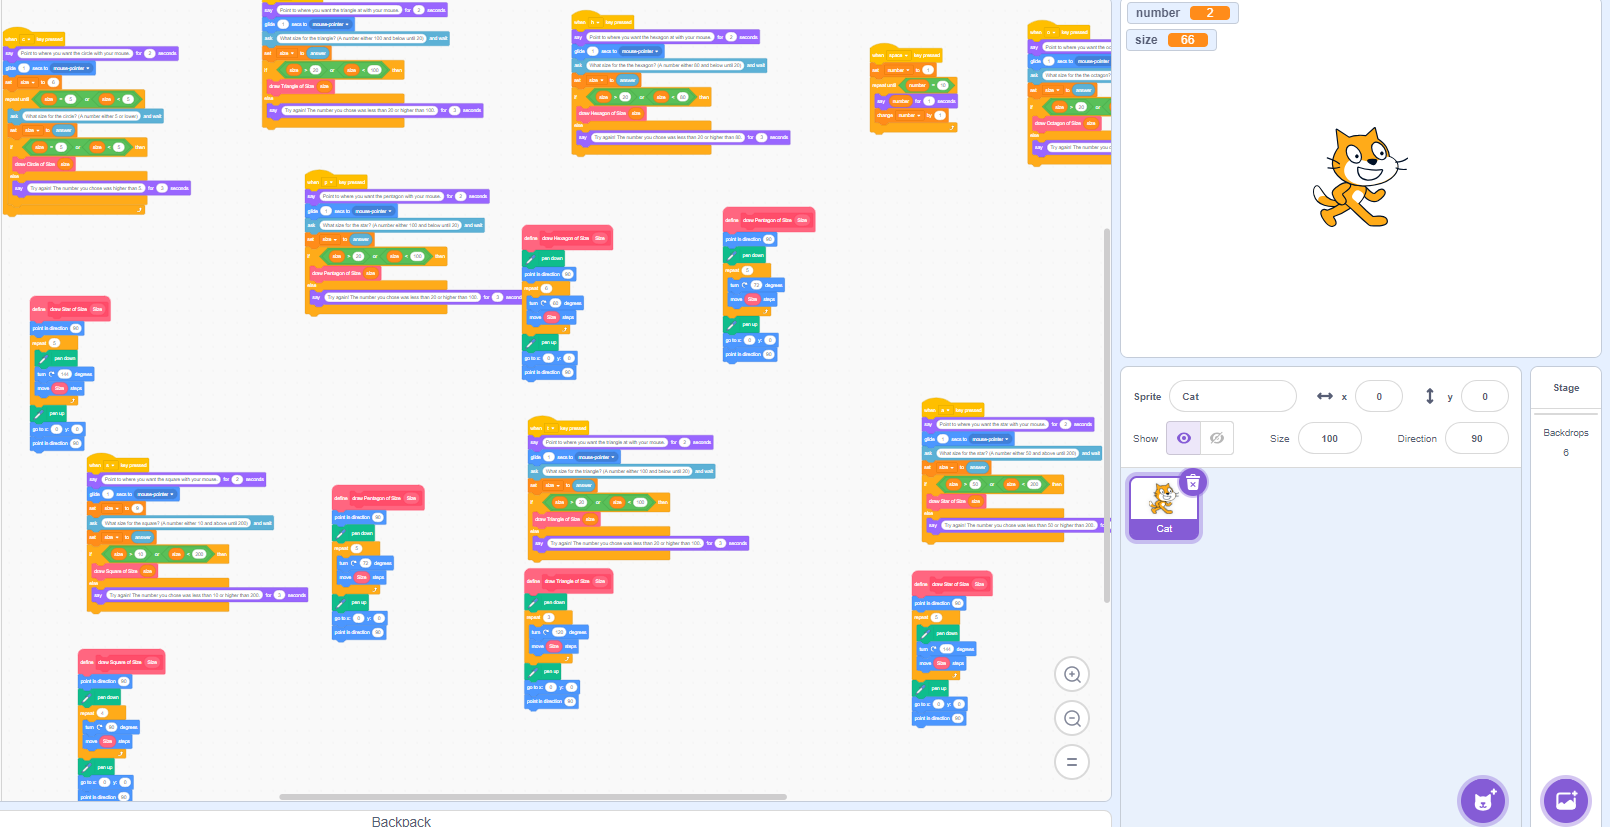 when c key pressed
say Point to where you want the circle with your mouse. for 2 seconds
glide 1 secs to mouse-pointer
set size to 0
repeat until size = 5 or size < 5
ask What size for the circle? (A number either 5 or lower) and wait
set size to answer
if size = 5 or size < 5 then
draw Circle of Size size
else
say Try again! The number you chose was higher than 5. for 3 seconds
say Point to where you want the triangle at with your mouse. for 2 seconds
glide 1 secs to mouse-pointer
ask What size for the triangle? (A number either 100 and below until 20) and wait
set size to answer
if size > 20 or size < 100 then
draw Triangle of Size size
else
say Try again! The number you chose was less than 20 or higher than 100. for 3 seconds
when h key pressed
say Point to where you want the hexagon at with your mouse. for 2 seconds
glide 1 secs to mouse-pointer
ask What size for the the hexagon? (A number either 80 and below until 20) and wait
set size to answer
if size > 20 or size < 80 then
draw Hexagon of Size size
else
say Try again! The number you chose was less than 20 or higher than 80. for 3 seconds
when space key pressed
set number to 1
repeat until number = 10
say number for 1 seconds
change number by 1
when o key pressed
say Point to where you want the oc
glide 1 secs to mouse-pointer
ask What size for the the octagon?
set size to answer
if size > 20 or
draw Octagon of Size size
else
say Try again! The number you c
when p key pressed
say Point to where you want the pentagon with your mouse. for 2 seconds
glide 1 secs to mouse-pointer
ask What size for the star? (A number either 100 and below until 20) and wait
set size to answer
if size > 20 or size < 100 then
draw Pentagon of Size size
else
say Try again! The number you chose was less than 20 or higher than 100. for 3 second
define draw Hexagon of Size Size
pen down
point in direction 90
repeat 6
turn 60 degrees
move Size steps
pen up
go to x: 0 y: 0
point in direction 90
define draw Pentagon of Size Size
point in direction 90
pen down
repeat 5
turn 72 degrees
move Size steps
pen up
go to x: 0 y: 0
point in direction 90
define draw Star of Size Size
point in direction 90
repeat 5
pen down
turn 144 degrees
move Size steps
pen up
go to x: 0 y: 0
point in direction 90
when key pressed
say Point to where you want the square with your mouse. for 2 seconds
glide 1 secs to mouse-pointer
set size to
ask What size for the square? (A number either 10 and above until 200) and wait
set size to answer
if size > 10 or size < 200 then
draw Square of Size size
else
say Try again! The number you chose was less than 10 or higher than 200. for 3 seconds
define draw Pentagon of Size Size
point in direction 90
pen down
repeat 5
turn 72 degrees
move Size steps
pen up
go to x: 0 y: 0
point in direction 90
when t key pressed
say Point to where you want the triangle at with your mouse. for 2 seconds
glide 1 secs to mouse-pointer
ask What size for the triangle? (A number either 100 and below until 20) and wait
set size to answer
if size > 20 or size < 100 then
draw Triangle of Size size
else
say Try again! The number you chose was less than 20 or higher than 100. for 3 seconds
define draw Triangle of Size Size
pen down
repeat 3
turn 120 degrees
move Size steps
pen up
go to x: 0 y: 0
point in direction 90
when s key pressed
say Point to where you want the star with your mouse. for 2 seconds
glide 1 secs to mouse-pointer
ask What size for the star? (A number either 50 and above until 200) and wait
set size to answer
if size > 50 or size < 200 then
draw Star of Size size
else
say Try again! The number you chose was less than 50 or higher than 200. fo
define draw Star of Size Size
point in direction 90
repeat 5
pen down
turn 144 degrees
move Size steps
pen up
go to x: 0 y: 0
point in direction 90
define draw Square of Size Size
point in direction 90
pen down
repeat 4
turn 90 degrees
move Size steps
pen up
go to x: 0 y: 0
point in direction 90
Backpack
number 2
size 66
Sprite Cat x 0 y 0
Show Size 100 Direction 90
Cat
Stage
Backdrops
6